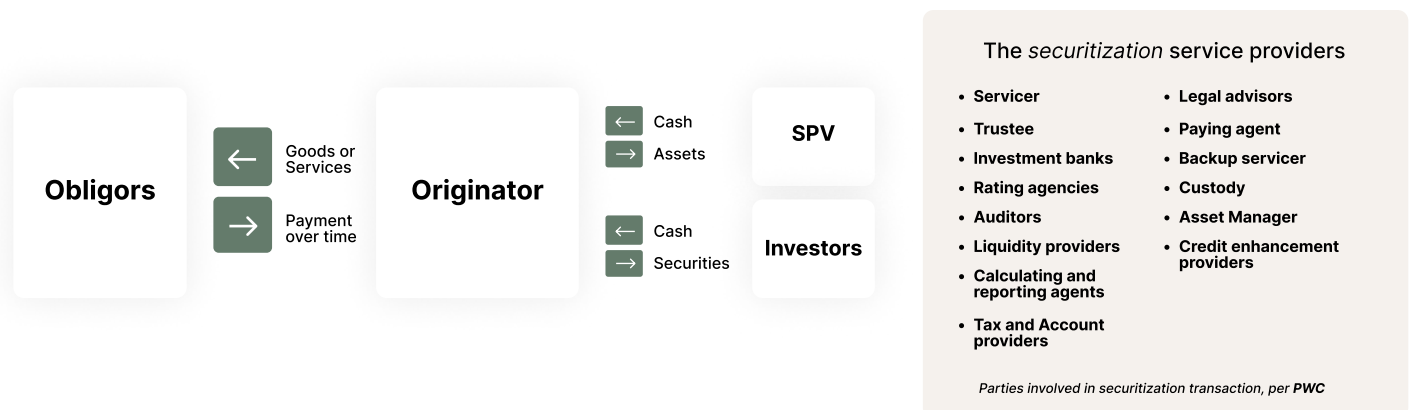 Obligors
Goods or
Services
Payment
over time
Originator
Cash
Assets
Cash
Securities
SPV
Investors
The securitization service providers
• Servicer
• Trustee
• Investment banks
• Rating agencies
• Auditors
• Liquidity providers
• Calculating and
reporting agents
• Tax and Account
providers
• Legal advisors
• Paying agent
• Backup servicer
• Custody
• Asset Manager
• Credit enhancement
providers
Parties involved in securitization transaction, per PWC